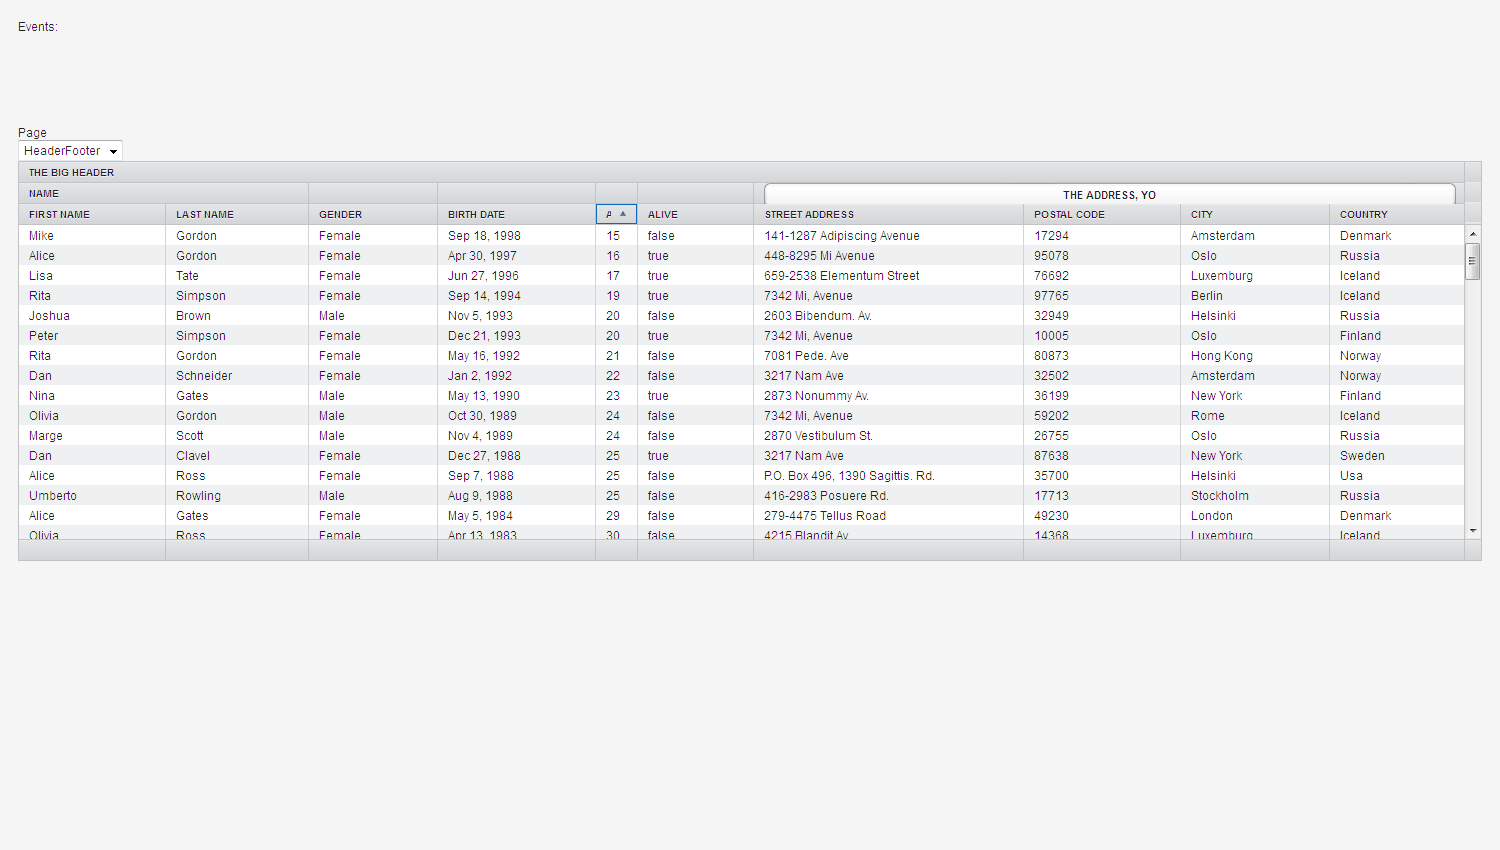 Events:
Page
HeaderFooter
THE BIG HEADER
NAME THE ADDRESS, YO
FIRST NAME LAST NAME GENDER BIRTH DATE ALIVE STREET ADDRESS POSTAL CODE CITY COUNTRY
Mike Gordon Female Sep 18, 1998 15 false 141-1287 Adipiscing Avenue 17294 Amsterdam Denmark
Alice Gordon Female Apr 30, 1997 16 true 448-8295 Mi Avenue 95078 Oslo Russia
Lisa Tate Female Jun 27, 1996 17 true 659-2538 Elementum Street 76692 Luxemburg Iceland
Rita Simpson Female Sep 14, 1994 19 true 7342 Mi, Avenue 97765 Berlin Iceland
Joshua Brown Male Nov 5, 1993 20 false 2603 Bibendum. Av. 32949 Helsinki Russia
Peter Simpson Female Dec 21, 1993 20 true 7342 Mi, Avenue 10005 Oslo Finland
Rita Gordon Female May 16, 1992 21 false 7081 Pede. Ave 80873 Hong Kong Norway
Dan Schneider Female Jan 2, 1992 22 false 3217 Nam Ave 32502 Amsterdam Norway
Nina Gates Male May 13, 1990 23 true 2873 Nonummy Av. 36199 New York Finland
Olivia Gordon Male Oct 30, 1989 24 false 7342 Mi, Avenue 59202 Rome Iceland
Marge Scott Male Nov 4, 1989 24 false 2870 Vestibulum St. 26755 Oslo Russia
Dan Clavel Female Dec 27, 1988 25 true 3217 Nam Ave 87638 New York Sweden
Alice Ross Female Sep 7, 1988 25 false P.O. Box 496, 1390 Sagittis. Rd. 35700 Helsinki Usa
Umberto Rowling Male Aug 9, 1988 25 false 416-2983 Posuere Rd. 17713 Stockholm Russia
Alice Gates Female May 5, 1984 29 false 279-4475 Tellus Road 49230 London Denmark
Olivia Ross Female Apr 13, 1983 30 false 4215 Blandit Av 14368 Luxemburg Iceland